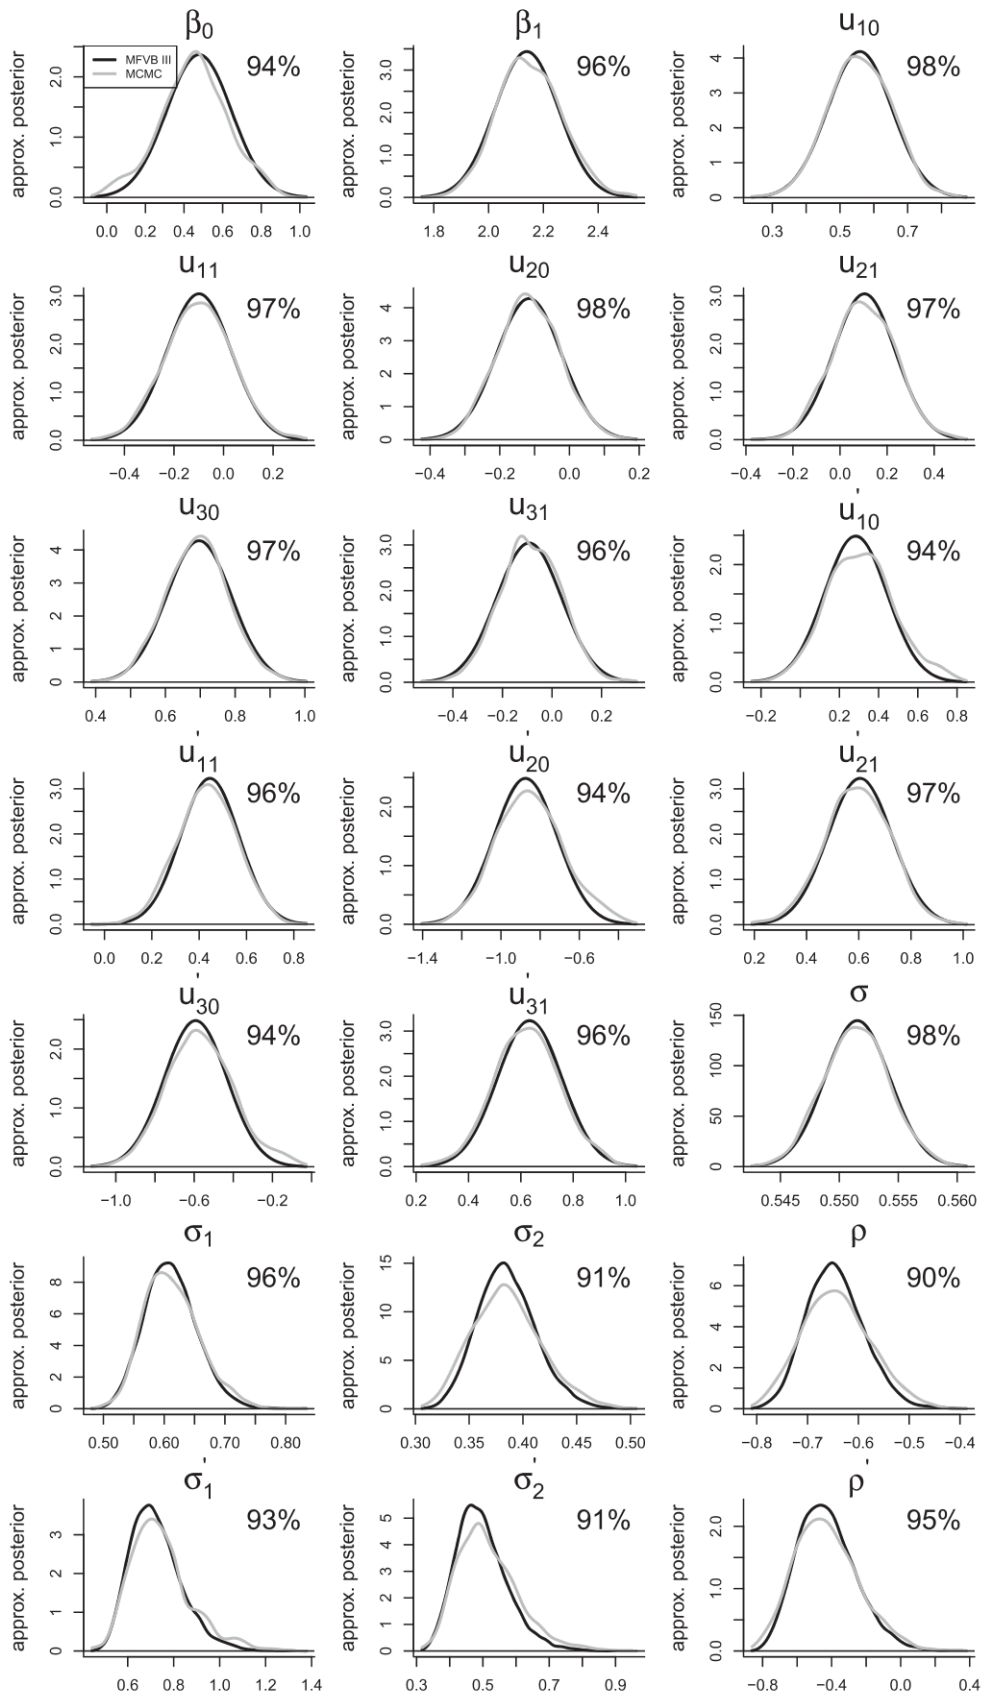 β0 β1 u10
MFVB III
MCMC
94% 96% 98%
approx. posterior approx. posterior approx. posterior
0.0 1.0 2.0 0.0 1.0 2.0 3.0 0 1 2 4
0.0 0.2 0.4 0.6 0.8 1.0 1.8 2.0 2.2 2.4 0.3 0.5 0.7
u11 u20 u21
97% 98% 97%
approx. posterior approx. posterior approx. posterior
0.0 1.0 2.0 3.0 0 1 2 3 4 0.0 1.0 2.0 3.0
−0.4 −0.2 0.0 0.2 −0.4 −0.2 0.0 0.2 −0.4 −0.2 0.0 0.2 0.4
u30 u31 u'10
97% 96% 94%
approx. posterior approx. posterior approx. posterior
0 1 2 3 4 0.0 1.0 2.0 3.0 0.0 1.0 2.0
0.4 0.6 0.8 1.0 −0.4 −0.2 0.0 0.2 −0.2 0.2 0.4 0.6 0.8
u'11 u'20 u'21
96% 94% 97%
approx. posterior approx. posterior approx. posterior
0.0 1.0 2.0 3.0 0.0 1.0 2.0 0.0 1.0 2.0 3.0
0.0 0.2 0.4 0.6 0.8 −1.4 −1.0 −0.6 0.2 0.4 0.6 0.8 1.0
u'30 u'31 σ
94% 96% 98%
approx. posterior approx. posterior approx. posterior
0.0 1.0 2.0 0.0 1.0 2.0 3.0 0 50 100 150
−1.0 −0.6 −0.2 0.2 0.4 0.6 0.8 1.0 0.545 0.550 0.555 0.560
σ1 σ2 ρ
96% 91% 90%
approx. posterior approx. posterior approx. posterior
0 2 4 6 8 0 5 10 15 0 2 4 6
0.50 0.60 0.70 0.80 0.30 0.35 0.40 0.45 0.50 −0.8 −0.7 −0.6 −0.5 −0.4
σ'1 σ'2 ρ'
93% 91% 95%
approx. posterior approx. posterior approx. posterior
0 1 2 3 0 1 2 3 4 5 0.0 1.0 2.0
0.6 0.8 1.0 1.2 1.4 0.3 0.5 0.7 0.9 −0.8 −0.4 0.0 0.4